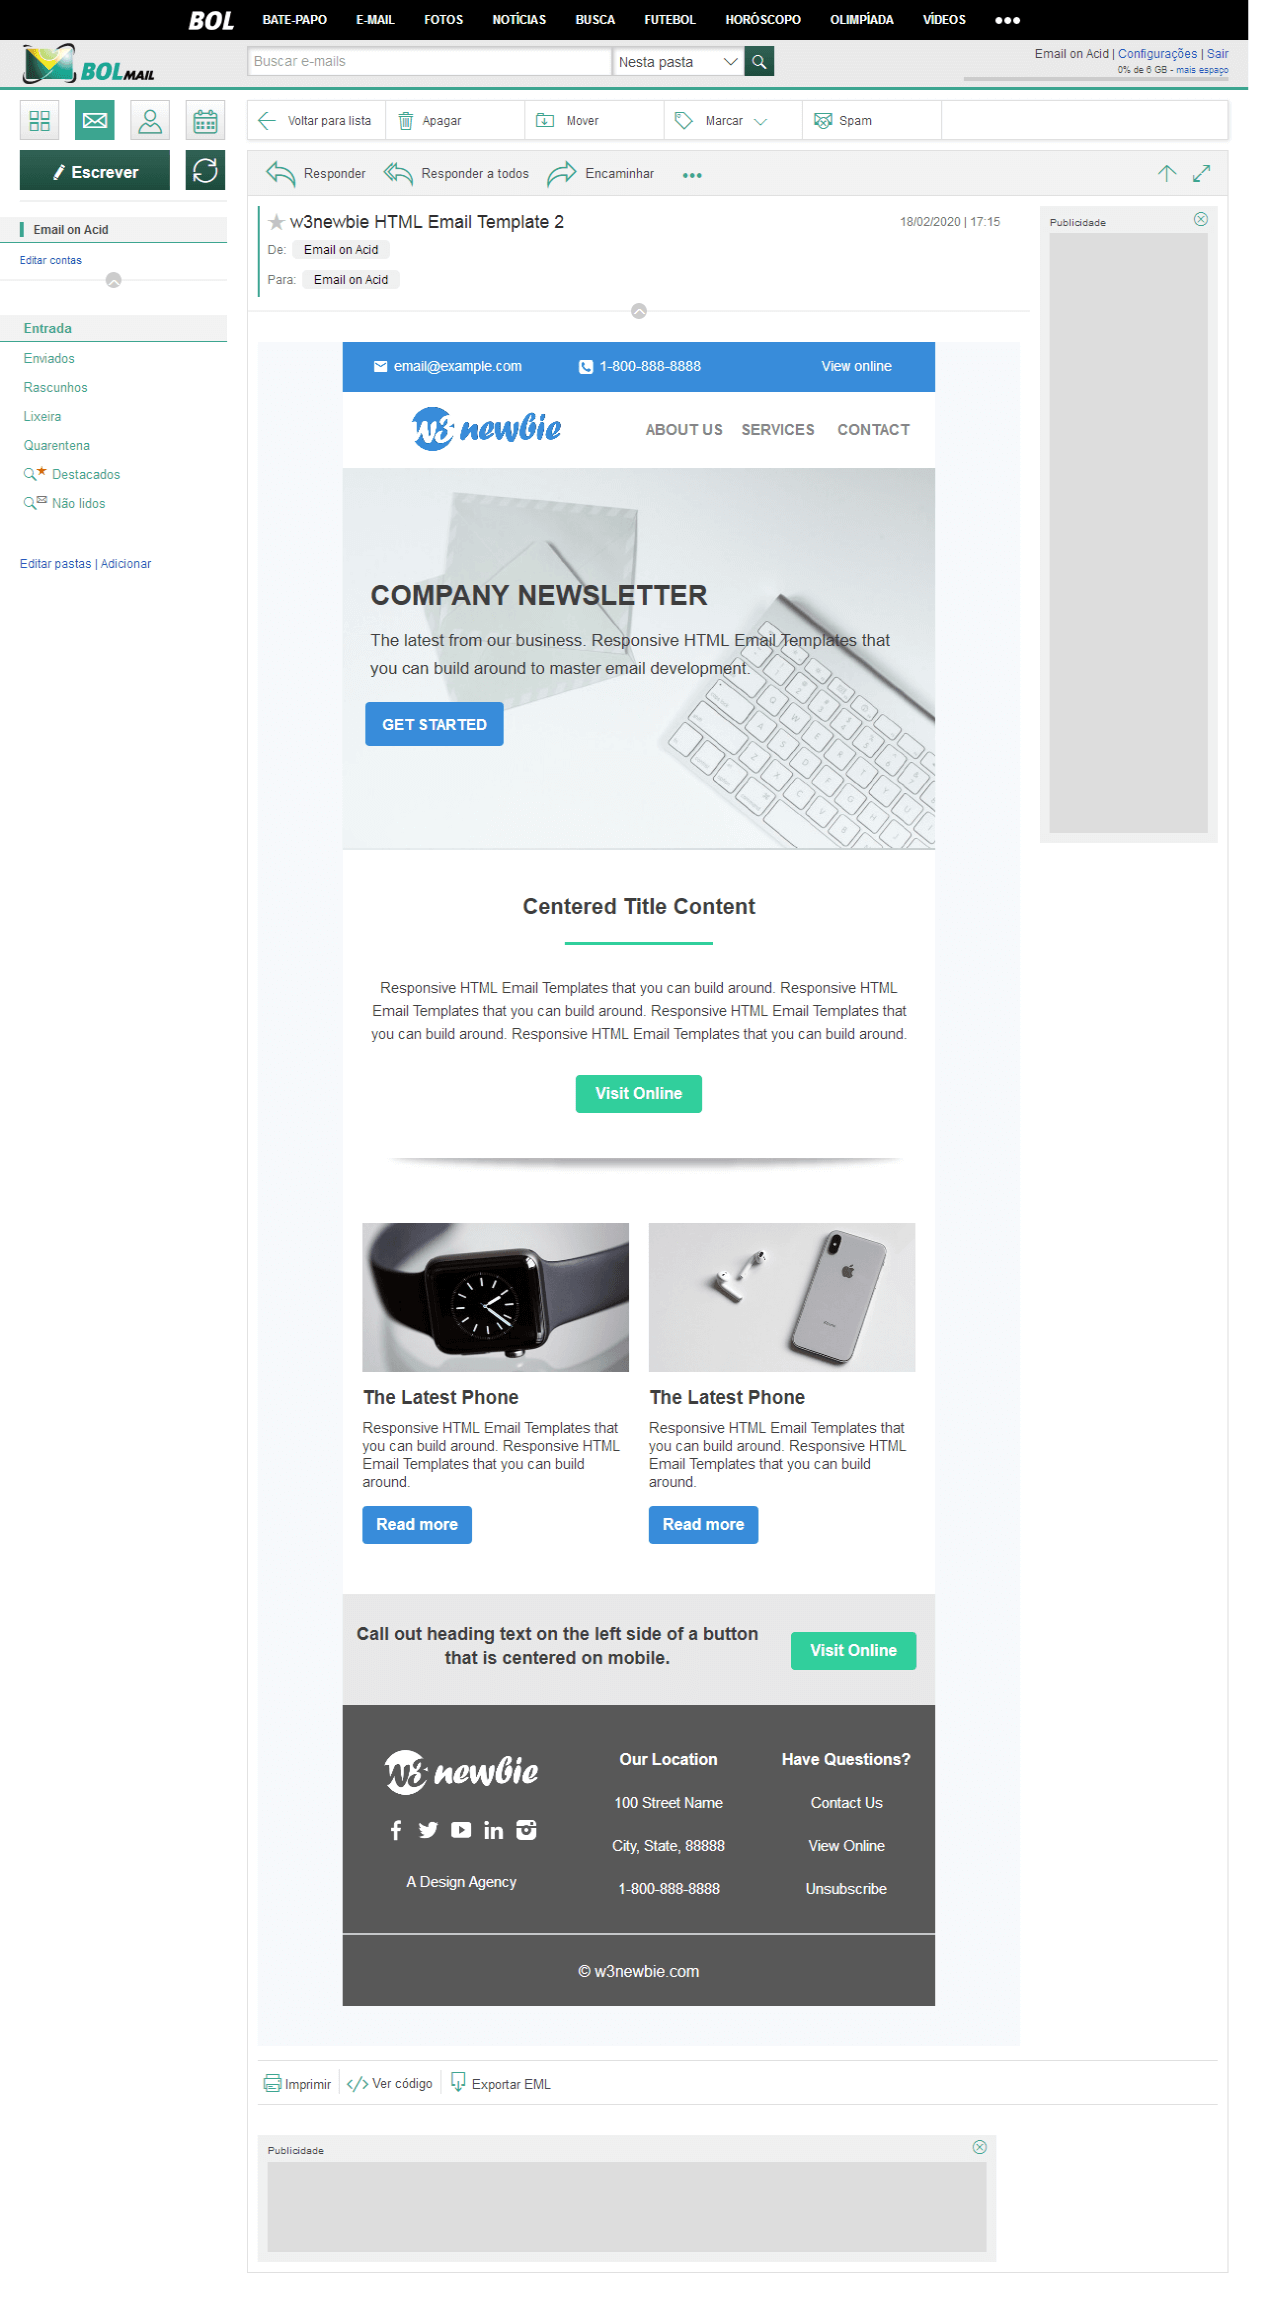 BOL BATE-PAPO E-MAIL FOTOS NOTÍCIAS BUSCA FUTEBOL HORÓSCOPO OLIMPÍADA VÍDEOS
BOL MAIL
Buscar e-mails
Nesta pasta
Email on Acid | Configurações | Sair
0% de 6 GB - mais espaço
Voltar para lista Apagar Mover Marcar Spam
Escrever
Responder Responder a todos Encaminhar
Email on Acid
Editar contas
Entrada
Enviados
Rascunhos
Lixeira
Quarentena
Destacados
Não lidos
Editar pastas | Adicionar
w3newbie HTML Email Template 2
18/02/2020 | 17:15
De: Email on Acid
Para: Email on Acid
Publicidade
email@example.com 1-800-888-8888 View online
w3 newbie ABOUT US SERVICES CONTACT
COMPANY NEWSLETTER
The latest from our business. Responsive HTML Email Templates that
you can build around to master email development.
GET STARTED
Centered Title Content
Responsive HTML Email Templates that you can build around. Responsive HTML
Email Templates that you can build around. Responsive HTML Email Templates that
you can build around. Responsive HTML Email Templates that you can build around.
Visit Online
The Latest Phone
Responsive HTML Email Templates that
you can build around. Responsive HTML
Email Templates that you can build
around.
Read more
The Latest Phone
Responsive HTML Email Templates that
you can build around. Responsive HTML
Email Templates that you can build
around.
Read more
Call out heading text on the left side of a button
that is centered on mobile.
Visit Online
w3 newbie
A Design Agency
Our Location
100 Street Name
City, State, 88888
1-800-888-8888
Have Questions?
Contact Us
View Online
Unsubscribe
© w3newbie.com
Imprimir Ver código Exportar EML
Publicidade